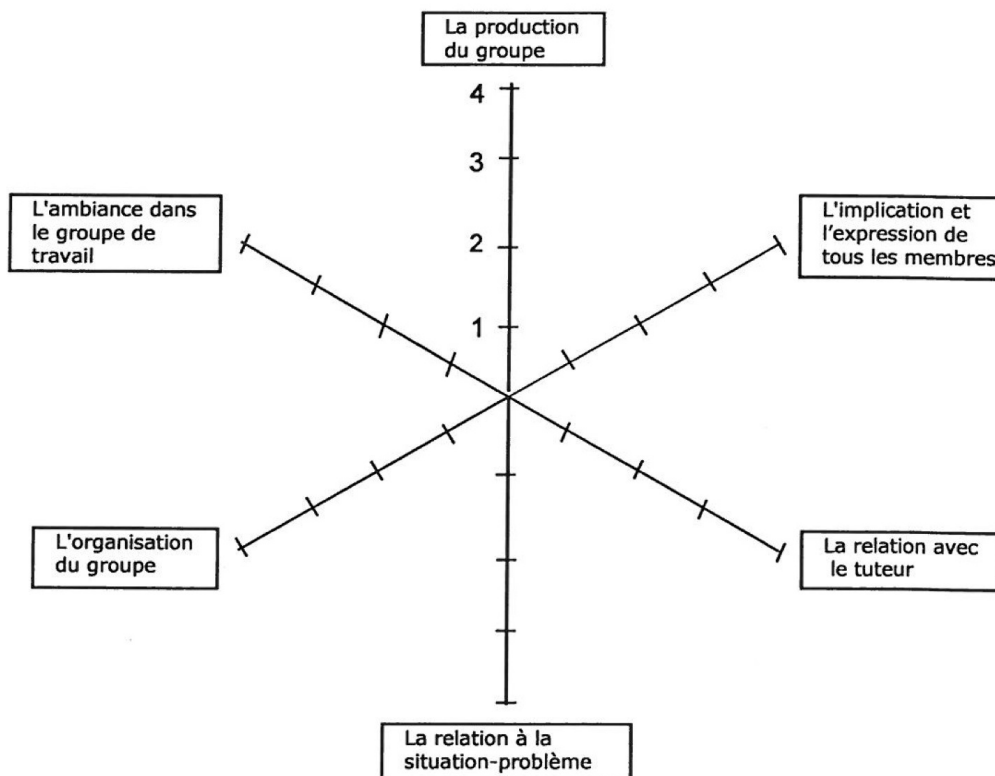 La production
du groupe
4
3
L'ambiance dans
le groupe de
travail
2
L'implication et
l'expression de
tous les membres
1
L'organisation
du groupe
La relation avec
le tuteur
La relation à la
situation-problème